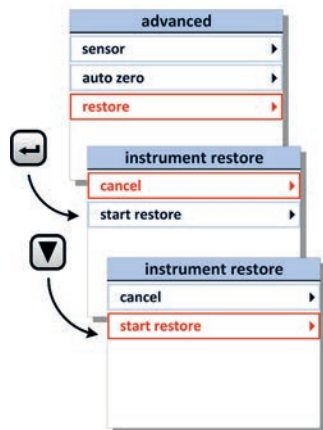 advanced
sensor
auto zero
restore
instrument restore
cancel
start restore
instrument restore
cancel
start restore